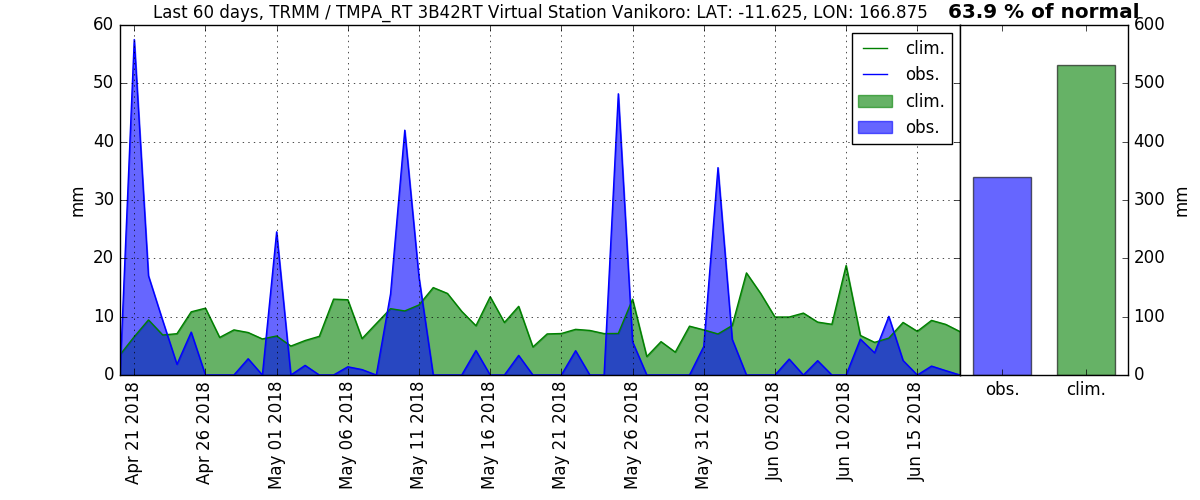 Last 60 days, TRMM / TMPA_RT 3B42RT Virtual Station Vanikoro: LAT: -11.625, LON: 166.875
63.9 % of normal
clim.
obs.
clim.
obs.
60
50
40
30
20
10
0
mm
Apr 21 2018
Apr 26 2018
May 01 2018
May 06 2018
May 11 2018
May 16 2018
May 21 2018
May 26 2018
May 31 2018
Jun 05 2018
Jun 10 2018
Jun 15 2018
600
500
400
300
200
100
0
mm
obs.
clim.